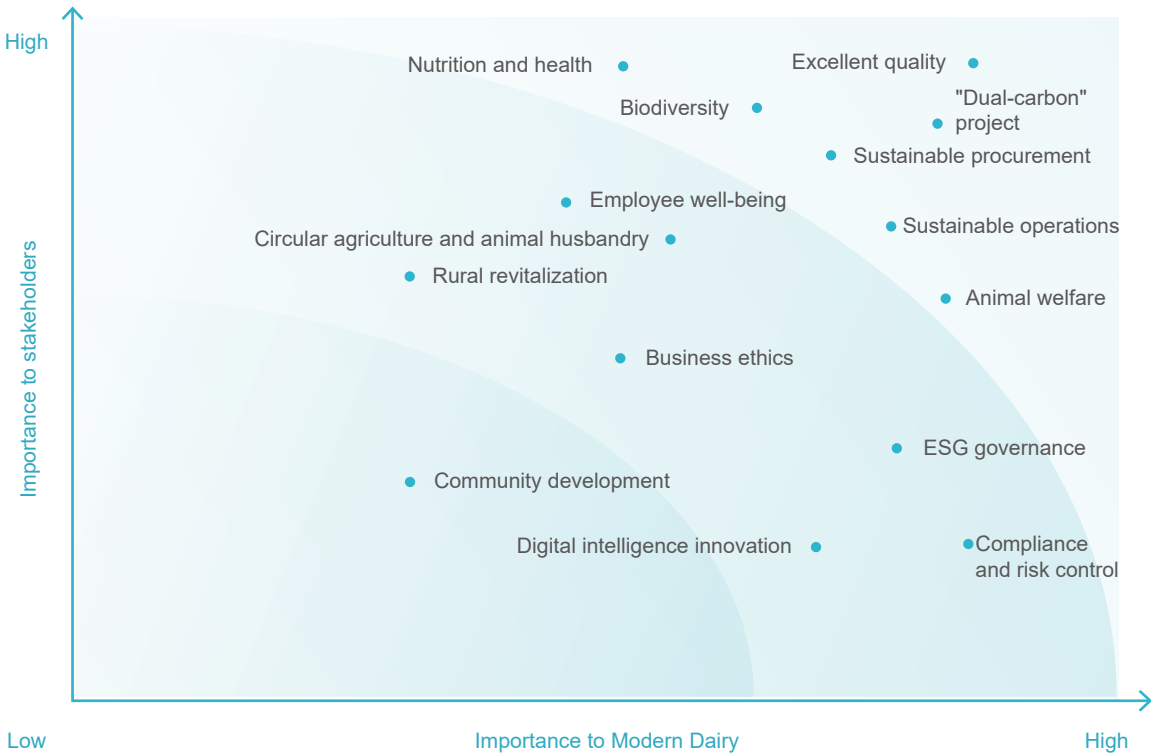 High
Nutrition and health
Excellent quality
"Dual-carbon"
project
Biodiversity
Sustainable procurement
Employee well-being
Sustainable operations
Circular agriculture and animal husbandry
Rural revitalization
Animal welfare
Importance to stakeholders
Business ethics
ESG governance
Community development
Digital intelligence innovation
Compliance
and risk control
Low
Importance to Modern Dairy
High